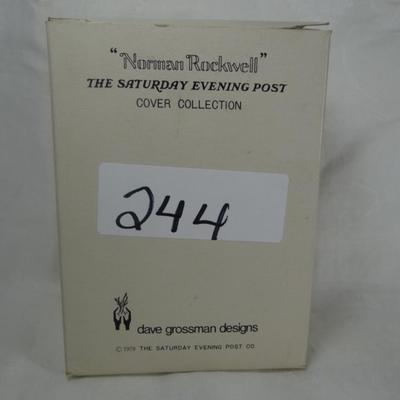 "Norman Rockwell"
THE SATURDAY EVENING POST
COVER COLLECTION
244
dave grossman designs
© 1979 THE SATURDAY EVENING POST CO.